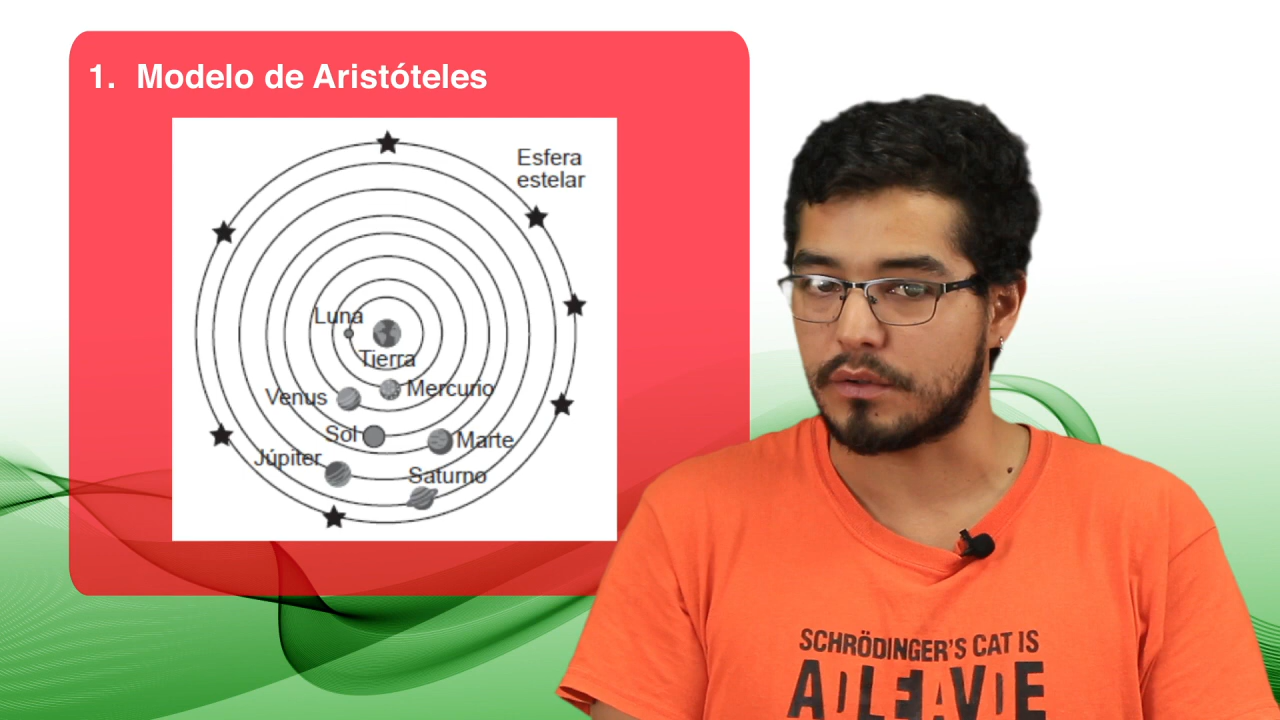 1. Modelo de Aristóteles
Esfera
estelar
Luna
Tierra
Mercurio
Venus
Sol
Marte
Júpiter
Saturno
SCHRÖDINGER'S CAT IS